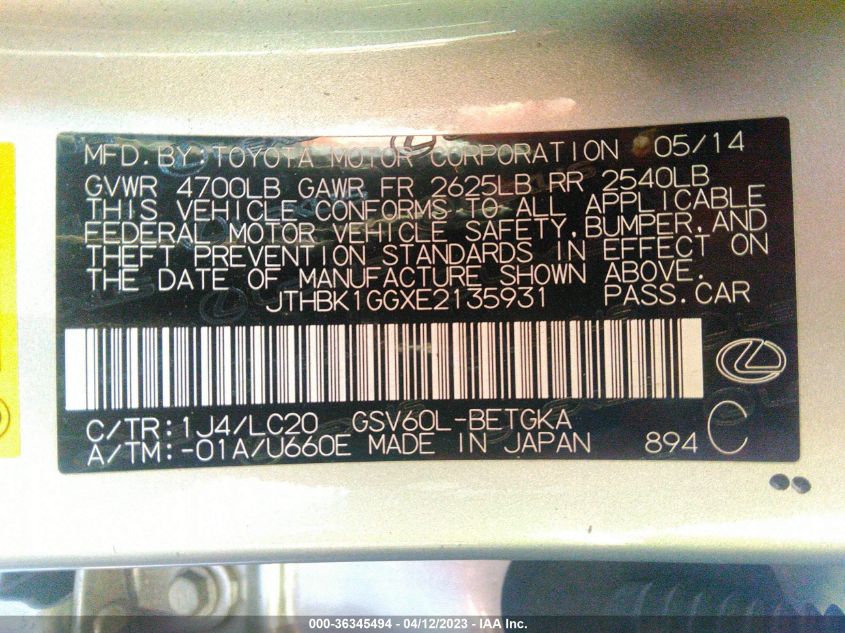 MFD.BY:TOYOTA MOTOR CORPORATION 05/14
GVWR 4700LB GAWR FR 2625LB RR 2540LB
THIS VEHICLE CONFORMS TO ALL APPLICABLE
FEDERAL MOTOR VEHICLE SAFETY,BUMPER,AND
THEFT PREVENTION STANDARDS IN EFFECT ON
THE DATE OF MANUFACTURE SHOWN ABOVE.
JTHBK1GGXE2135931 PASS.CAR
C/TR:1J4/LC20 GSV60L-BETGKA
A/TM:-01A/U660E MADE IN JAPAN 894 C
000-36345494 - 04/12/2023 - IAA Inc.